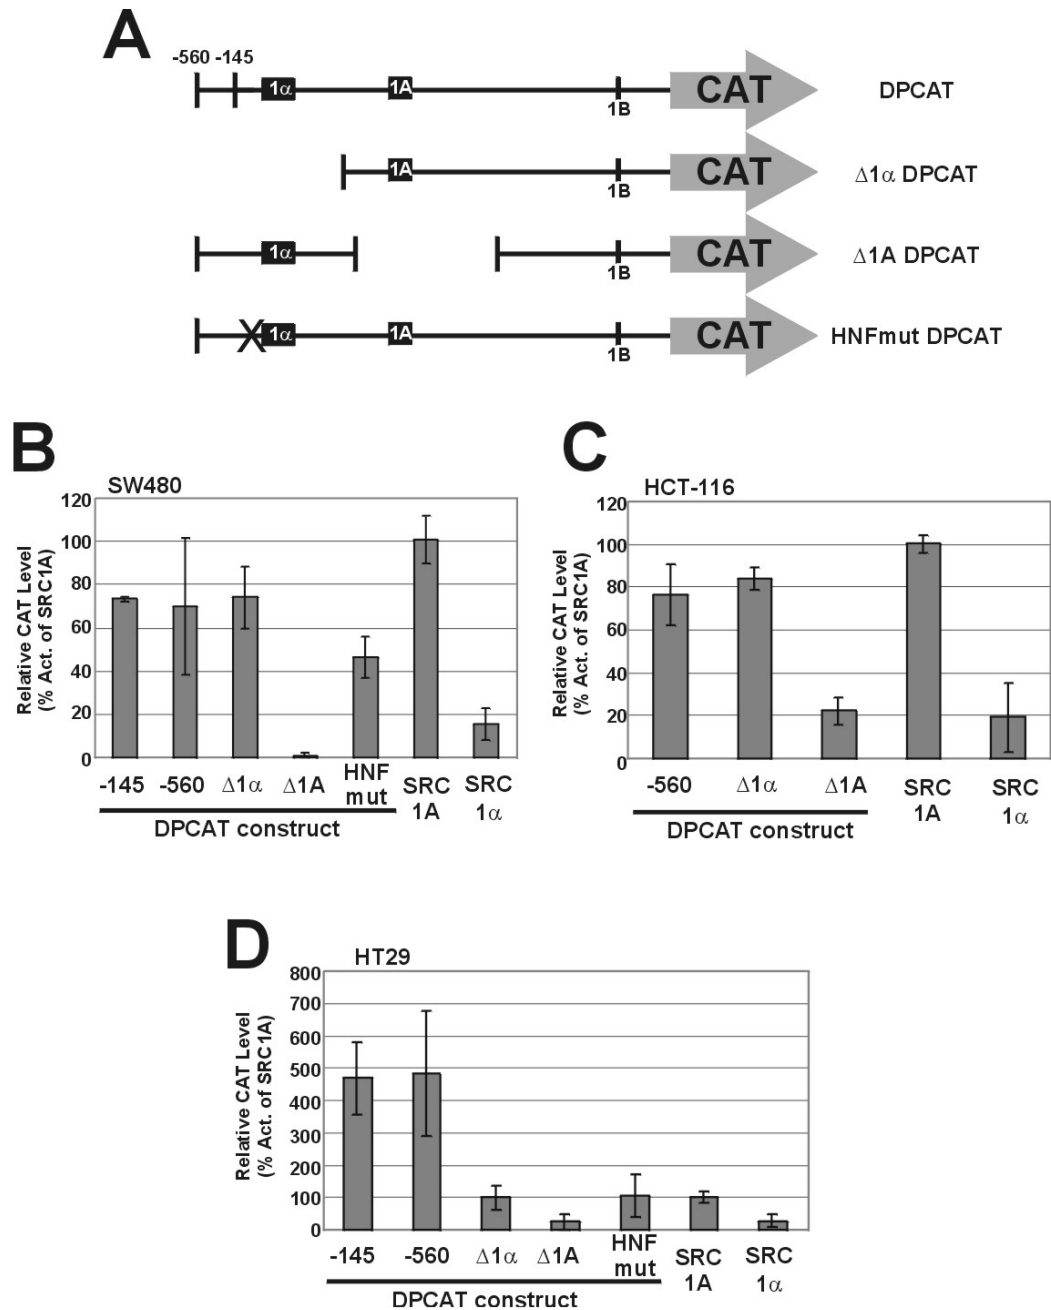 A
-560 -145
1α 1A 1B CAT DPCAT
1A 1B CAT Δ1α DPCAT
1α 1B CAT Δ1A DPCAT
1α 1A 1B CAT HNFmut DPCAT
B
SW480
Relative CAT Level
(% Act. of SRC1A)
120
100
80
60
40
20
0
-145 -560 Δ1α Δ1A HNF mut SRC 1A SRC 1α
DPCAT construct
C
HCT-116
Relative CAT Level
(% Act. of SRC1A)
120
100
80
60
40
20
0
-560 Δ1α Δ1A SRC 1A SRC 1α
DPCAT construct
D
HT29
Relative CAT Level
(% Act. of SRC1A)
800
700
600
500
400
300
200
100
0
-145 -560 Δ1α Δ1A HNF mut SRC 1A SRC 1α
DPCAT construct